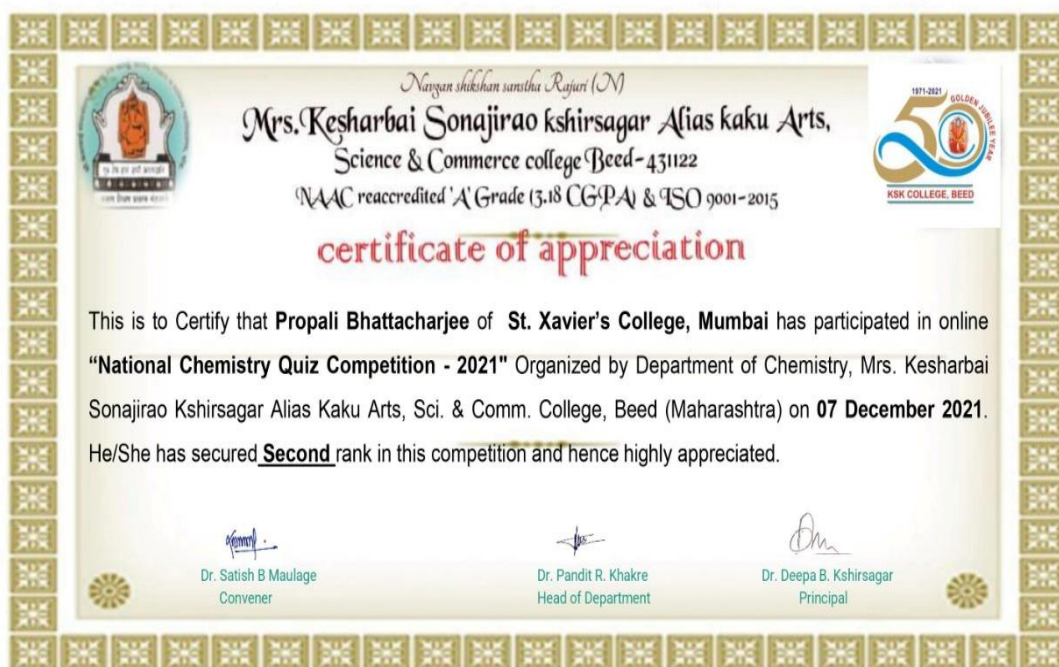 Navgan shikshan sanstha Rajuri (N)
Mrs.Kesharbai Sonajirao kshirsagar Alias kaku Arts,
Science & Commerce college Beed-431122
NAAC reaccredited 'A' Grade (3.18 CGPA) & ISO 9001-2015
1971-2021
GOLDEN JUBILEE YEAR
50
KSK COLLEGE, BEED
certificate of appreciation
This is to Certify that Propali Bhattacharjee of St. Xavier's College, Mumbai has participated in online
“National Chemistry Quiz Competition - 2021" Organized by Department of Chemistry, Mrs. Kesharbai
Sonajirao Kshirsagar Alias Kaku Arts, Sci. & Comm. College, Beed (Maharashtra) on 07 December 2021.
He/She has secured Second rank in this competition and hence highly appreciated.
Dr. Satish B Maulage
Convener
Dr. Pandit R. Khakre
Head of Department
Dr. Deepa B. Kshirsagar
Principal